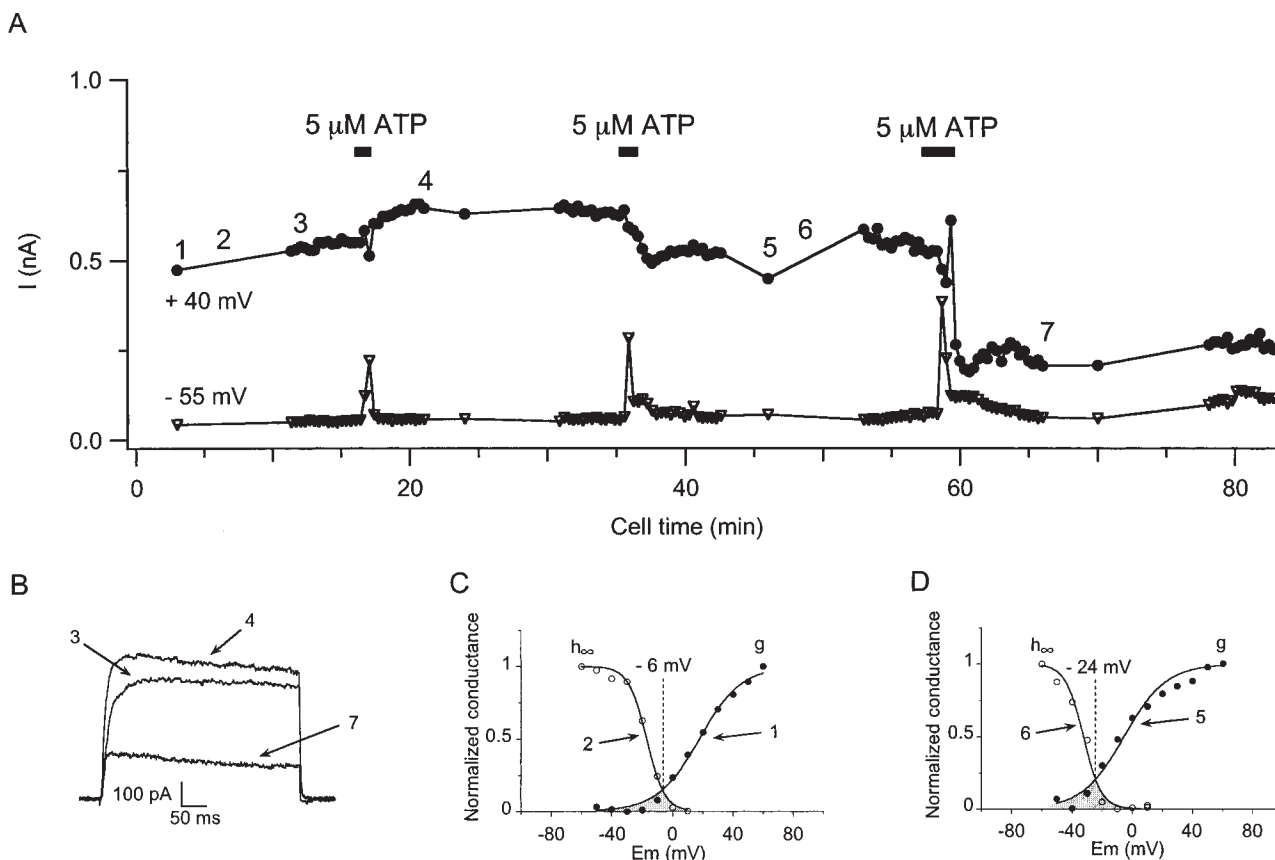 A
1.0
5 μM ATP 5 μM ATP 5 μM ATP
4
3
1 2
5 6
I (nA)
0.5
+ 40 mV
7
- 55 mV
0.0
0 20 40 60 80
Cell time (min)
B
4
3
7
100 pA
50 ms
C
Normalized conductance
h∞
g
- 6 mV
1
0.5
0
2
1
-80 -40 0 40 80
Em (mV)
D
Normalized conductance
h∞
g
- 24 mV
1
0.5
0
6
5
-80 -40 0 40 80
Em (mV)